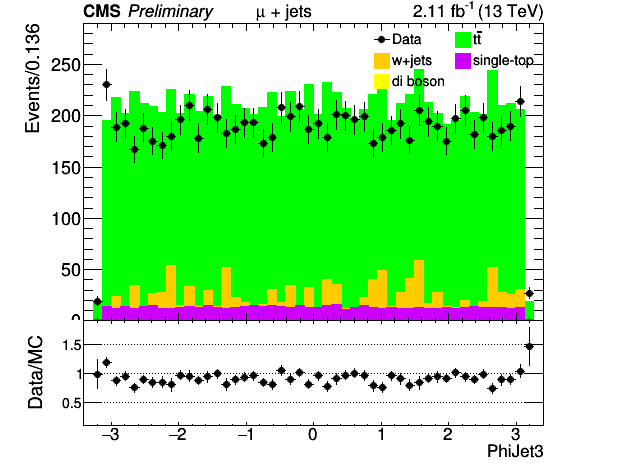 CMS Preliminary μ + jets 2.11 fb⁻¹ (13 TeV)
Events/0.136
250
200
150
100
50
0
Data
tt̄
w+jets
single-top
di boson
Data/MC
1.5
1
0.5
−3 −2 −1 0 1 2 3
PhiJet3